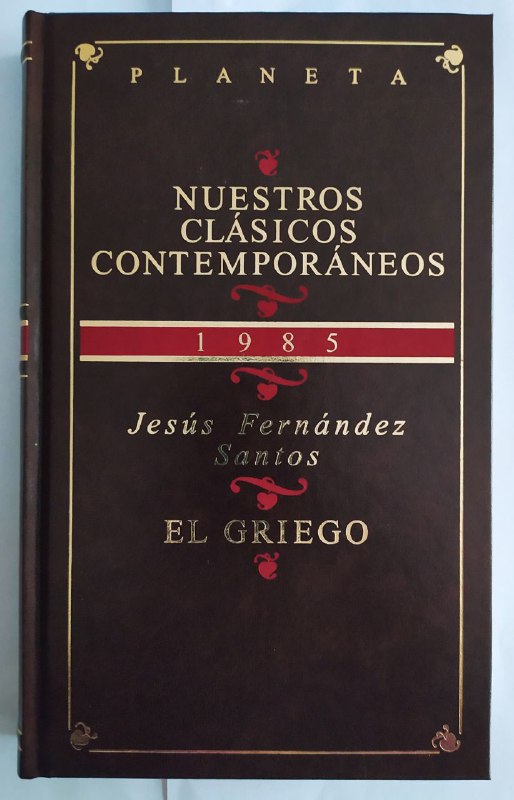 PLANETA
NUESTROS
CLÁSICOS
CONTEMPORÁNEOS
1985
Jesús Fernández
Santos
EL GRIEGO